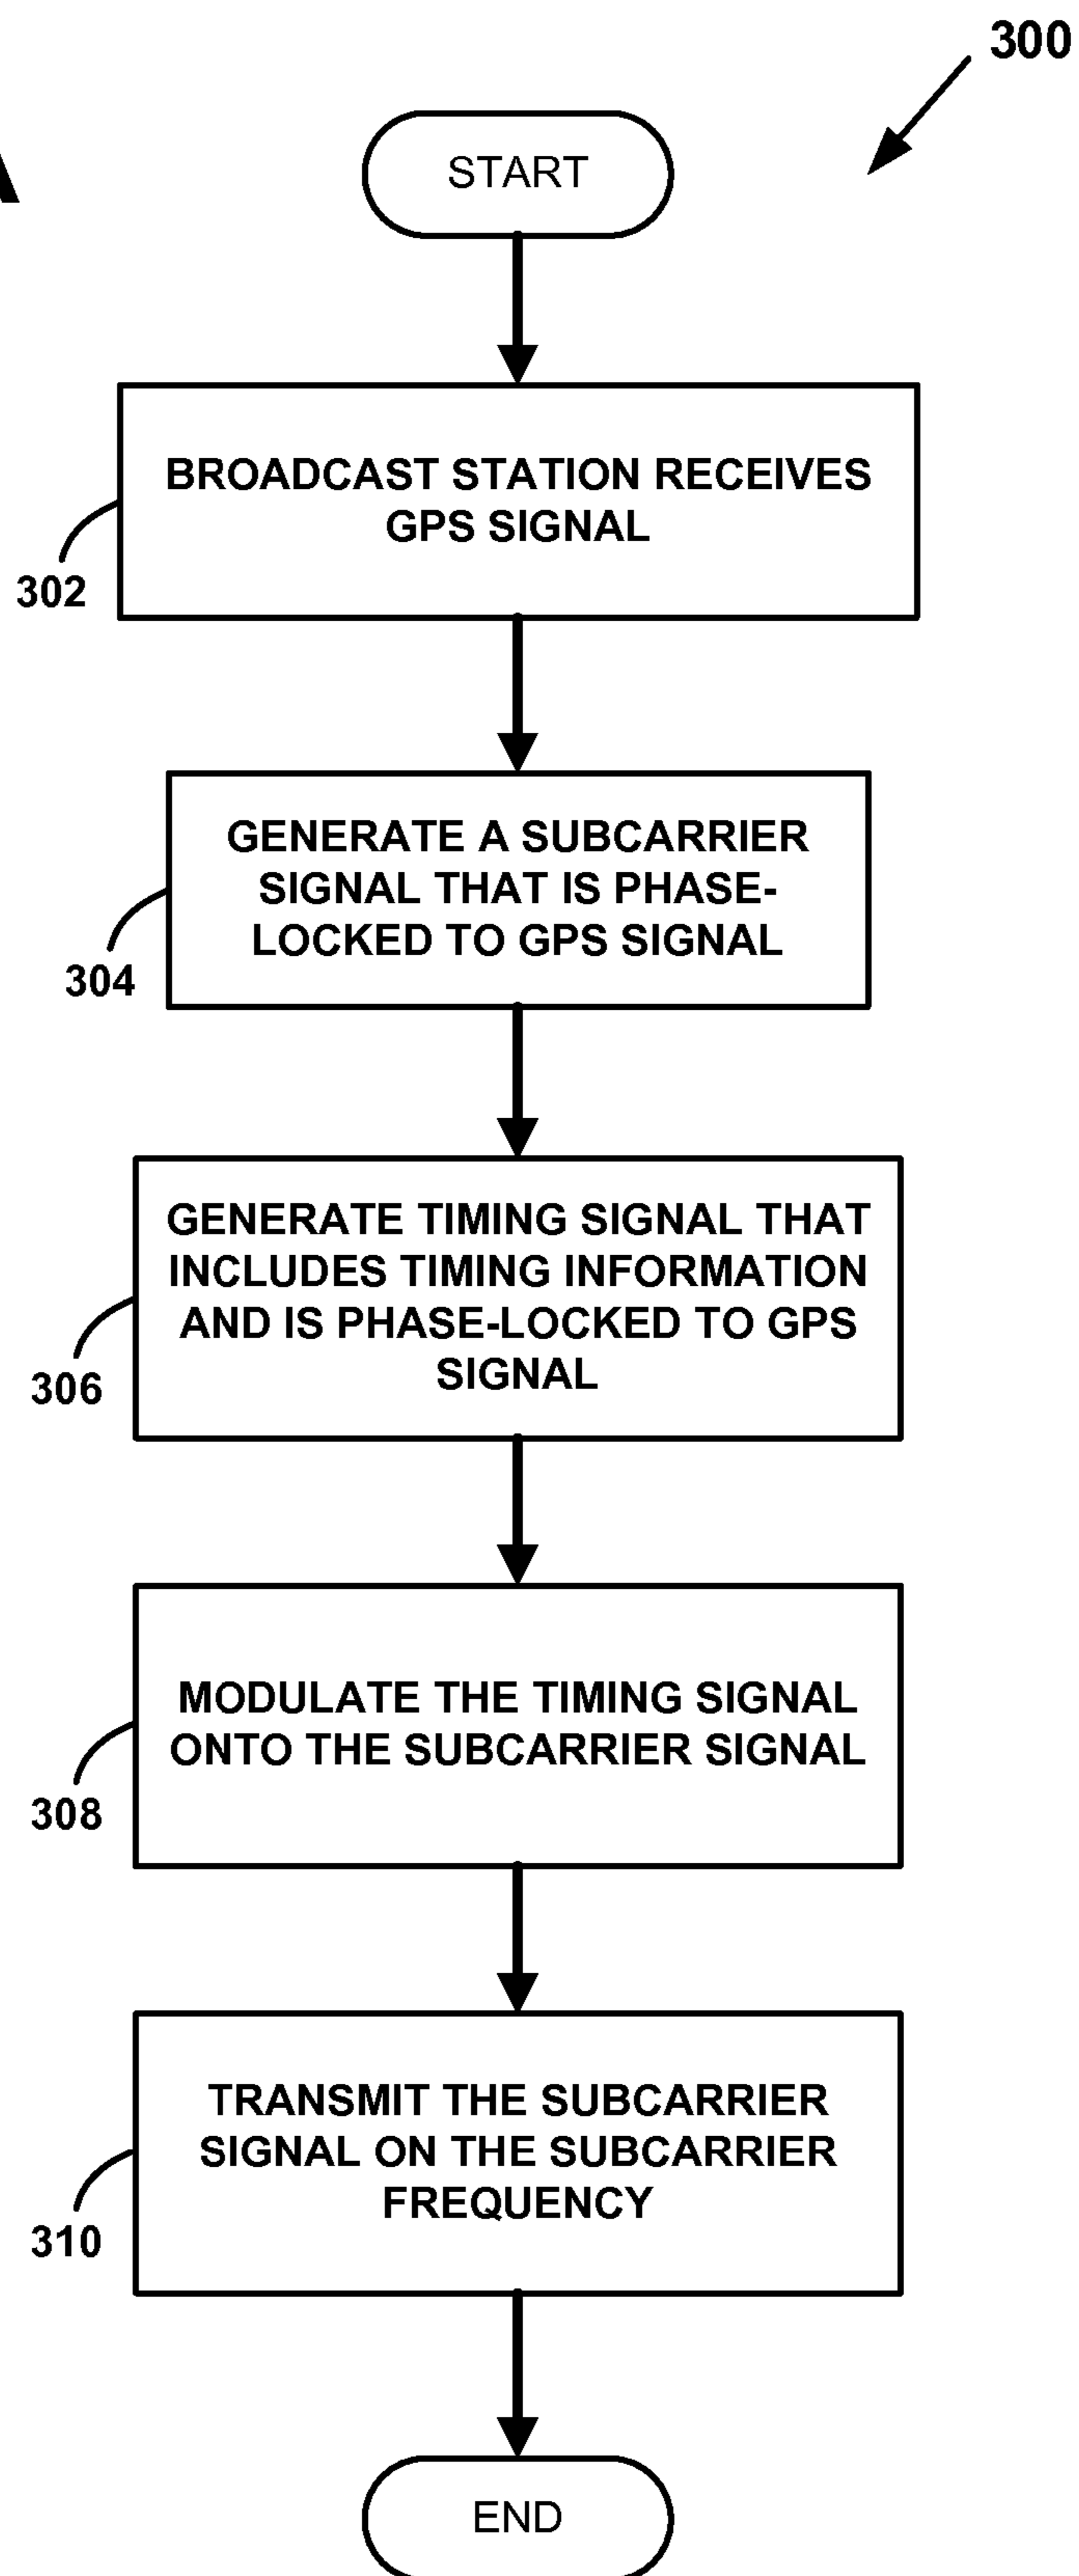 300
START
BROADCAST STATION RECEIVES
GPS SIGNAL
302
GENERATE A SUBCARRIER
SIGNAL THAT IS PHASE-
LOCKED TO GPS SIGNAL
304
GENERATE TIMING SIGNAL THAT
INCLUDES TIMING INFORMATION
AND IS PHASE-LOCKED TO GPS
SIGNAL
306
MODULATE THE TIMING SIGNAL
ONTO THE SUBCARRIER SIGNAL
308
TRANSMIT THE SUBCARRIER
SIGNAL ON THE SUBCARRIER
FREQUENCY
310
END